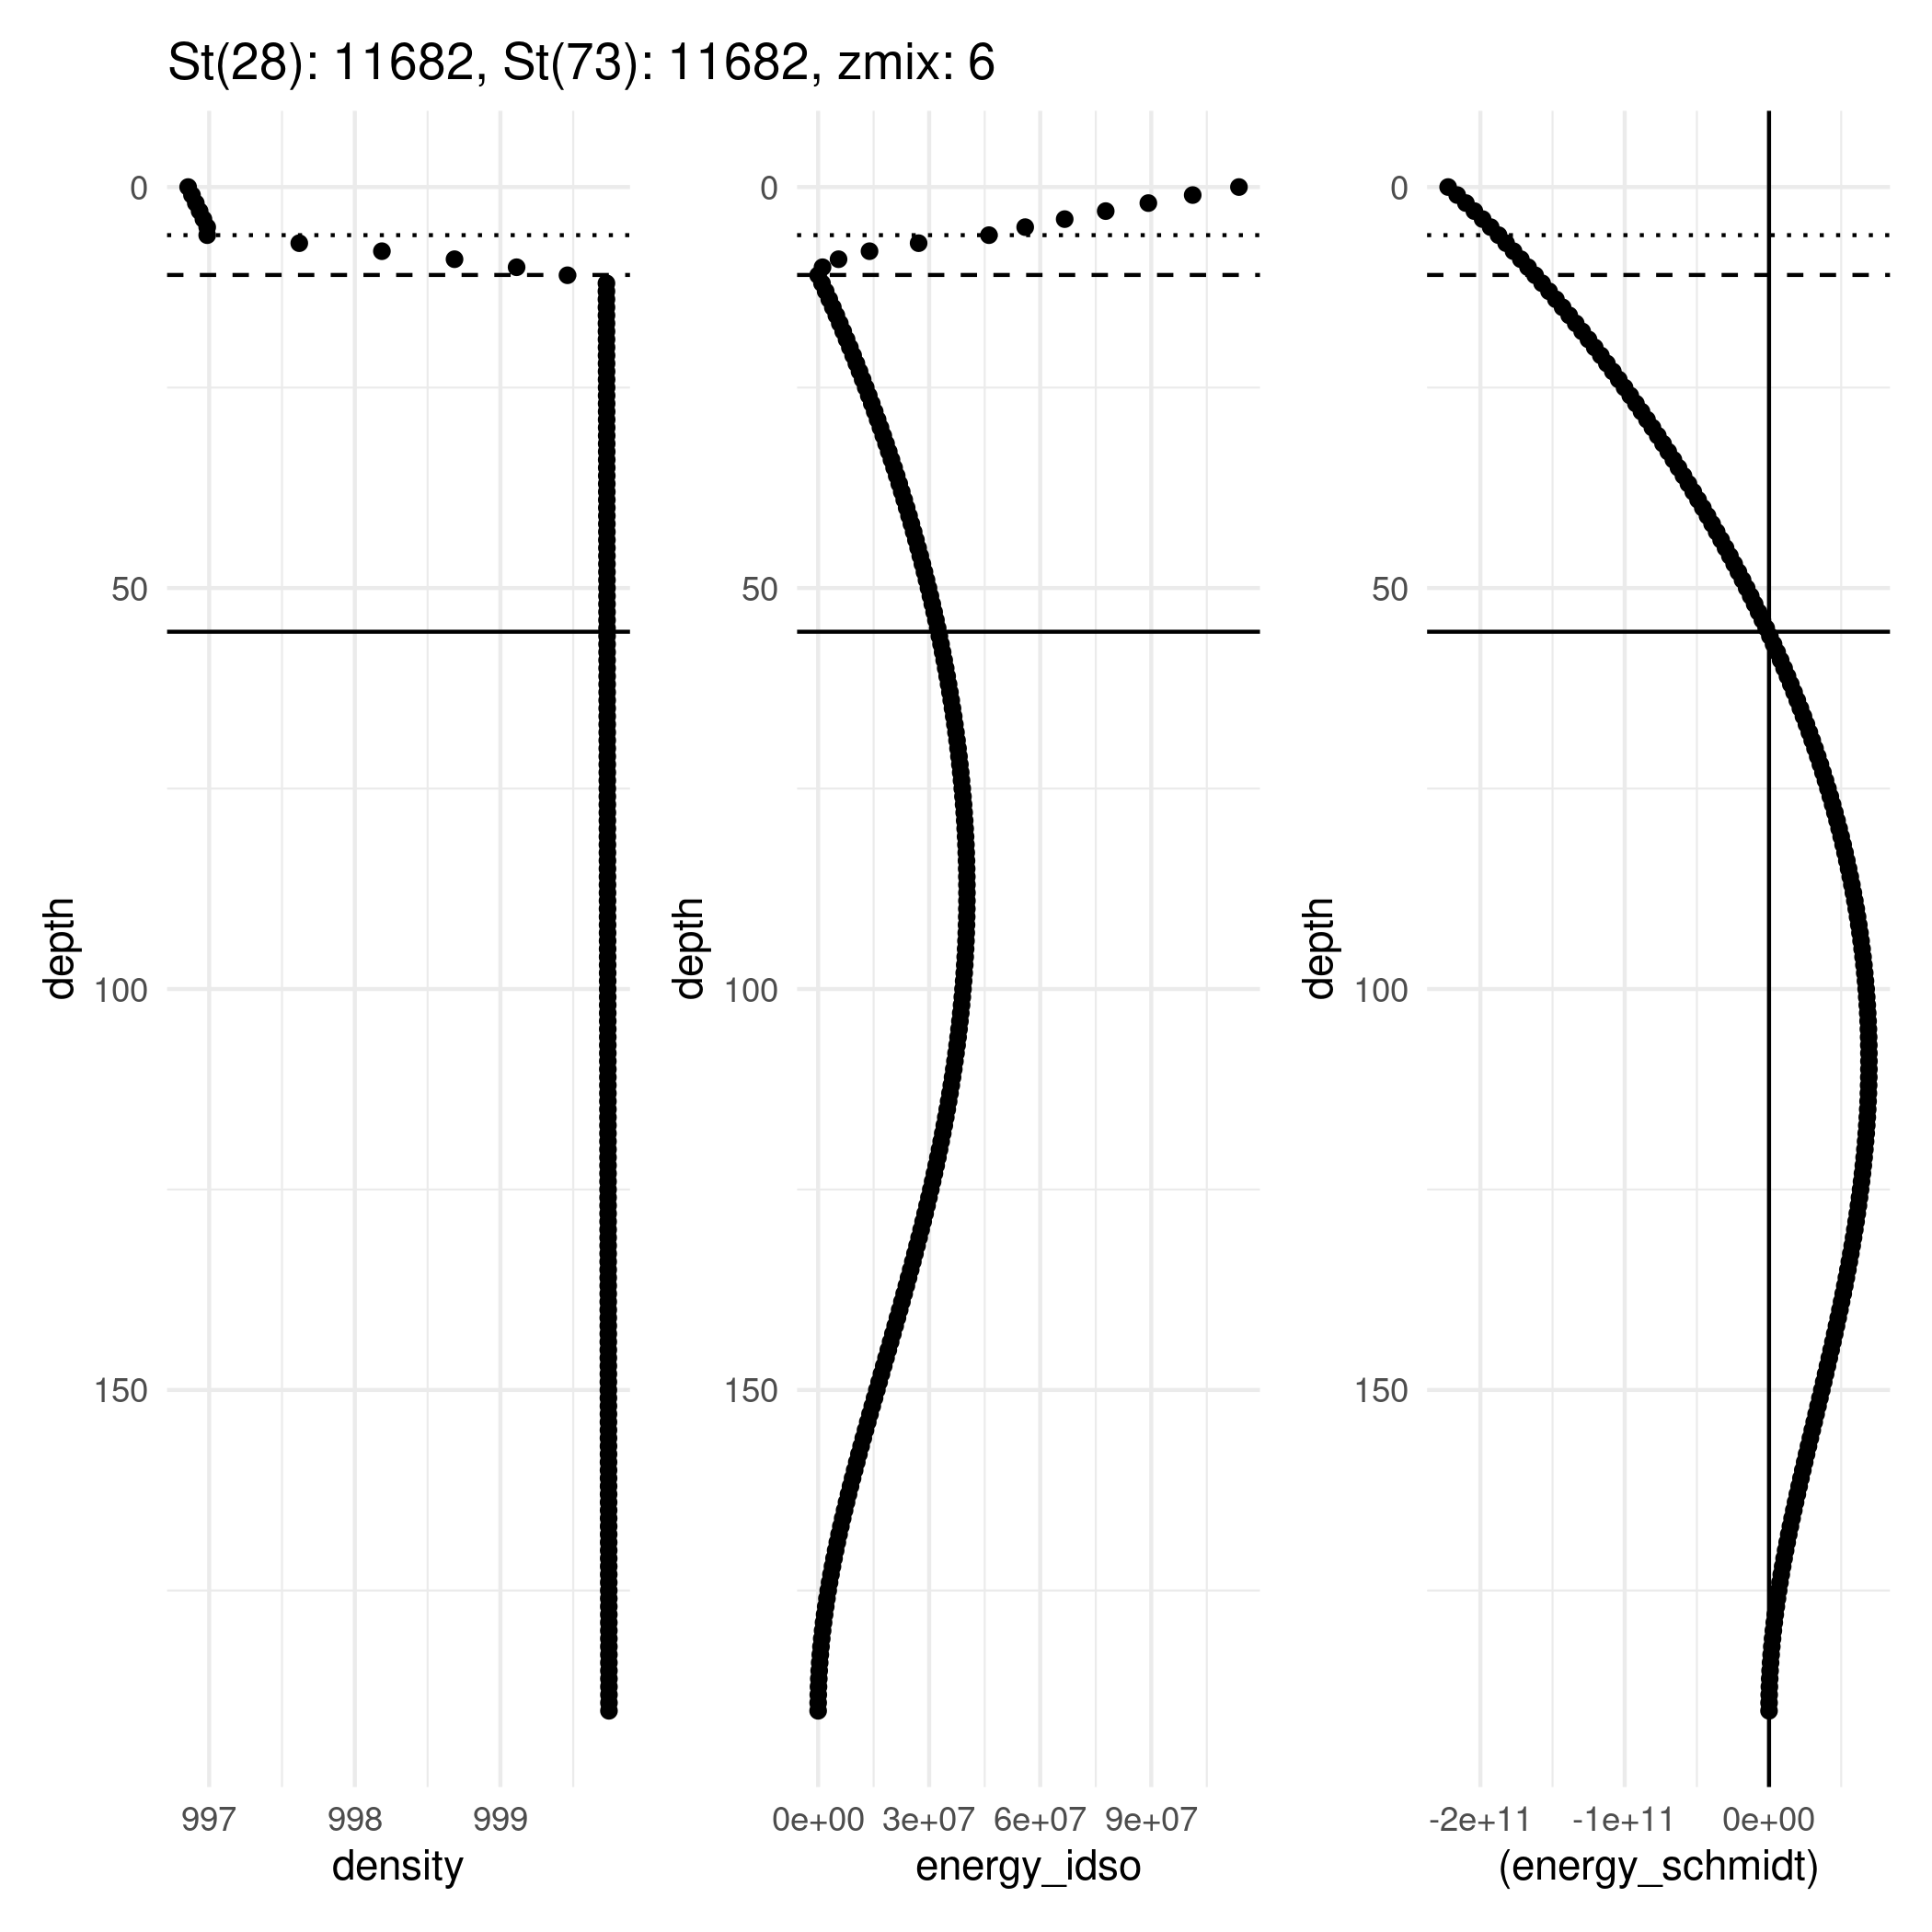 St(28): 11682, St(73): 11682, zmix: 6
0
50
100
150
depth
997 998 999
density
0
50
100
150
depth
0e+00 3e+07 6e+07 9e+07
energy_idso
0
50
100
150
depth
-2e+11 -1e+11 0e+00
(energy_schmidt)